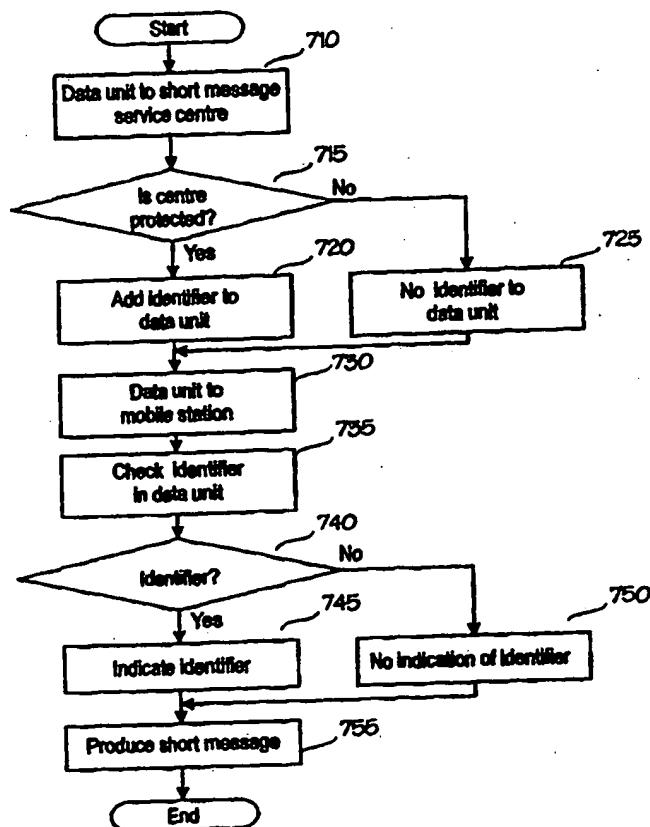 Start
710
Data unit to short message
service centre
715
Is centre
protected?
No
Yes
720
Add identifier to
data unit
725
No identifier to
data unit
730
Data unit to
mobile station
735
Check identifier
in data unit
740
Identifier?
No
Yes
745
Indicate identifier
750
No indication of identifier
Produce short message
755
End